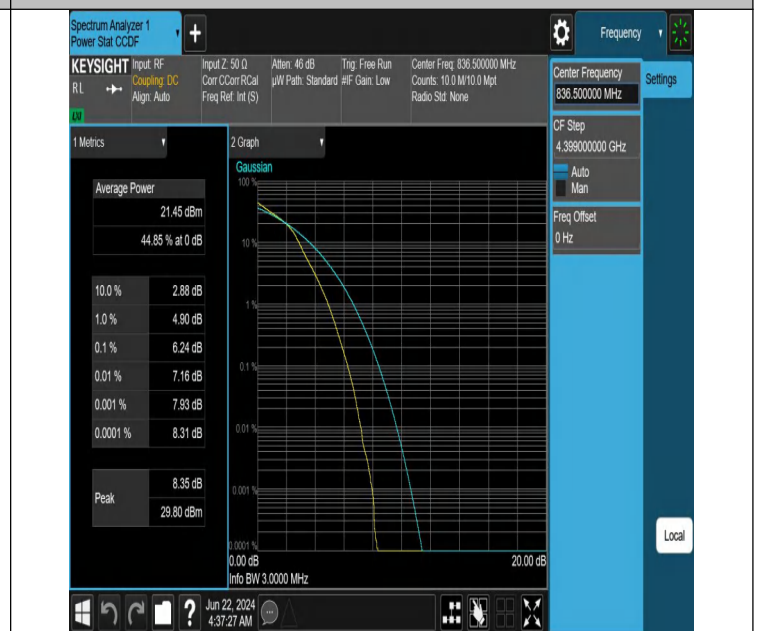 Spectrum Analyzer 1
Power Stat CCDF
+
Frequency
KEYSIGHT
RL
LXI
Input: RF
Coupling: DC
Align: Auto
Input Z: 50 Ω
Corr CCorr RCal
Freq Ref: Int (S)
Atten: 46 dB
µW Path: Standard
Trig: Free Run
#IF Gain: Low
Center Freq: 836.500000 MHz
Counts: 10.0 M/10.0 Mpt
Radio Std: None
Center Frequency
836.500000 MHz
Settings
CF Step
4.399000000 GHz
Auto
Man
Freq Offset
0 Hz
1 Metrics
Average Power
21.45 dBm
44.85 % at 0 dB
10.0 % 2.88 dB
1.0 % 4.90 dB
0.1 % 6.24 dB
0.01 % 7.16 dB
0.001 % 7.93 dB
0.0001 % 8.31 dB
Peak
8.35 dB
29.80 dBm
2 Graph
Gaussian
100 %
10 %
1 %
0.1 %
0.01 %
0.001 %
0.0001 %
0.00 dB 20.00 dB
Info BW 3.0000 MHz
Local
?
Jun 22, 2024
4:37:27 AM